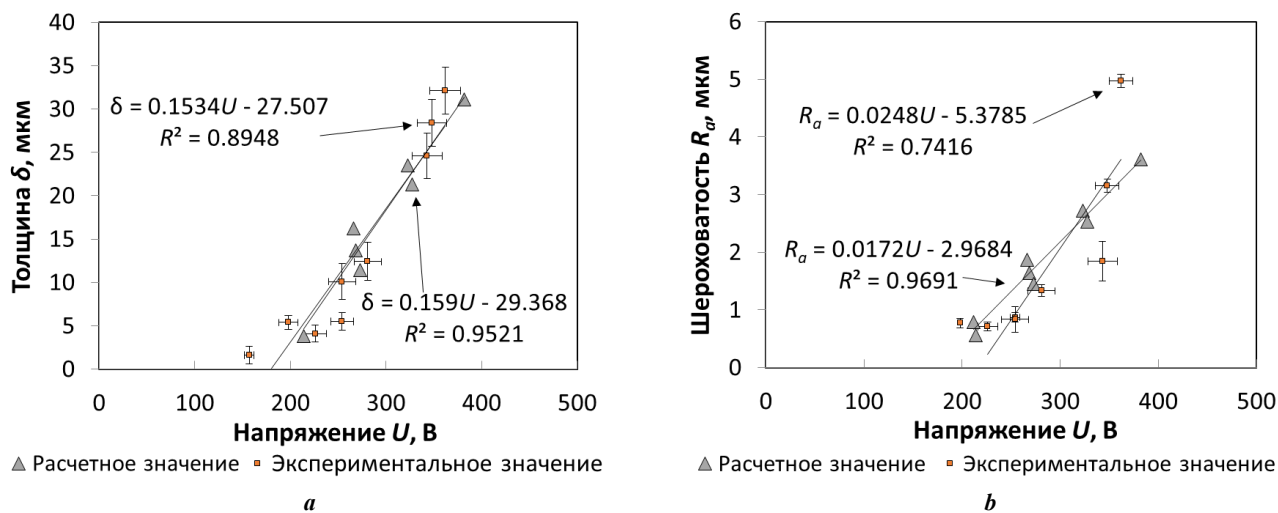 40
35
30
25
20
15
10
5
0
Толщина δ, мкм
δ = 0.1534U - 27.507
R² = 0.8948
δ = 0.159U - 29.368
R² = 0.9521
0 100 200 300 400 500
Напряжение U, В
Расчетное значение Экспериментальное значение
a
6
5
4
3
2
1
0
Шероховатость Rₐ, мкм
Rₐ = 0.0248U - 5.3785
R² = 0.7416
Rₐ = 0.0172U - 2.9684
R² = 0.9691
0 100 200 300 400 500
Напряжение U, В
Расчетное значение Экспериментальное значение
b